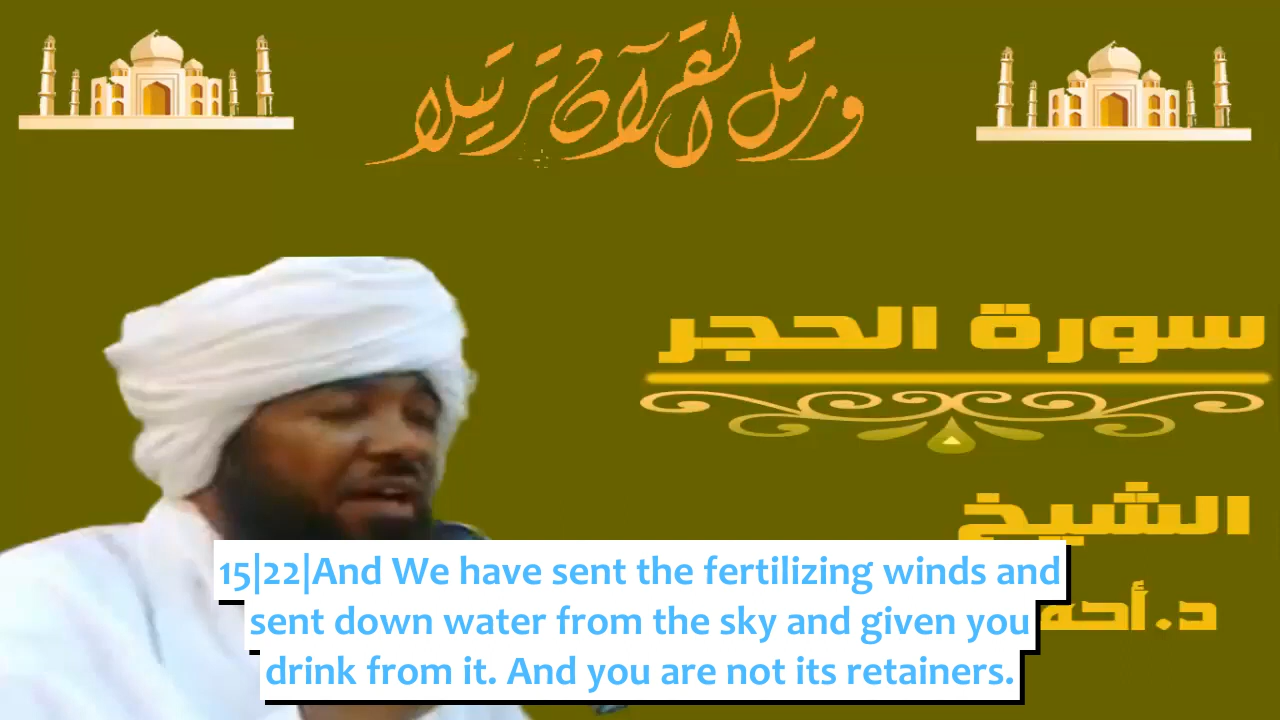 ورتل القرآن ترتيلا
سورة الحجر
الشيخ
د.أحم
15|22|And We have sent the fertilizing winds and
sent down water from the sky and given you
drink from it. And you are not its retainers.